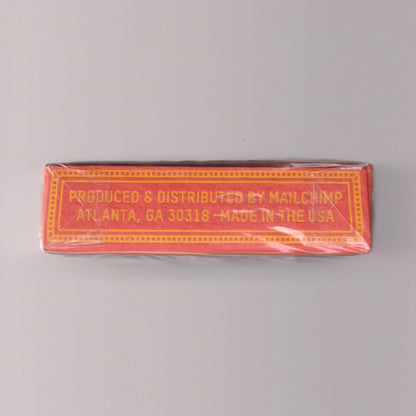 PRODUCED & DISTRIBUTED BY MAILCHIMP
ATLANTA, GA 30318 · MADE IN THE USA